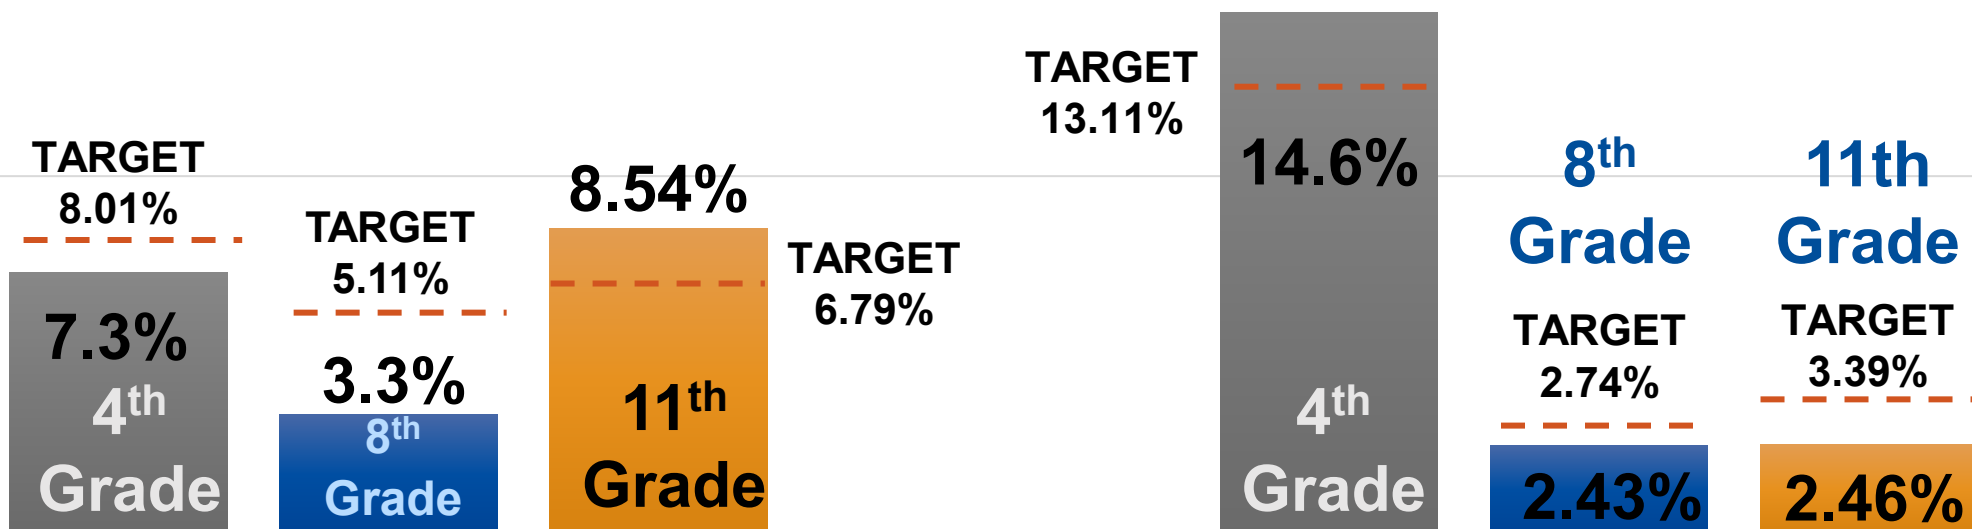 TARGET
8.01%
7.3%
4th
Grade
TARGET
5.11%
3.3%
8th
Grade
8.54%
11th
Grade
TARGET
6.79%
TARGET
13.11%
14.6%
4th
Grade
8th
Grade
TARGET
2.74%
2.43%
11th
Grade
TARGET
3.39%
2.46%